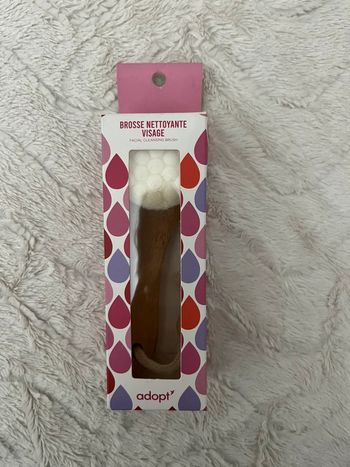 BROSSE NETTOYANTE
VISAGE
FACIAL CLEANSING BRUSH
adopt'